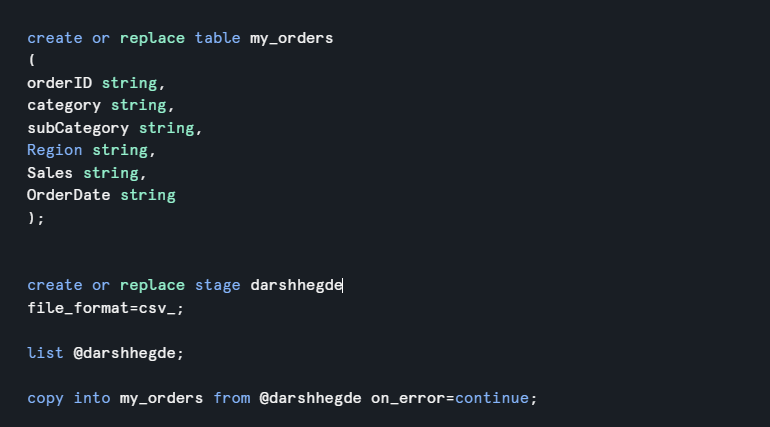 create or replace table my_orders
(
orderID string,
category string,
subCategory string,
Region string,
Sales string,
OrderDate string
);
create or replace stage darshhegde
file_format=csv_;
list @darshhegde;
copy into my_orders from @darshhegde on_error=continue;